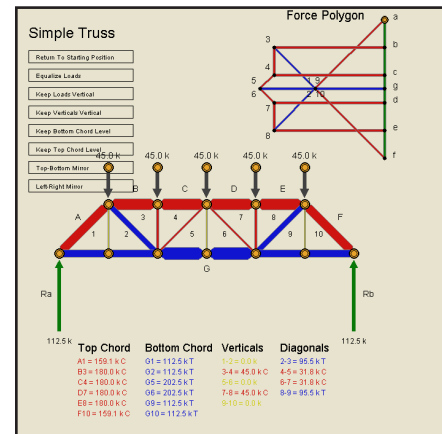 Simple Truss
Force Polygon
Return To Starting Position
Equalize Loads
Keep Loads Vertical
Keep Verticals Vertical
Keep Bottom Chord Level
Keep Top Chord Level
Top-Bottom Mirror
Left-Right Mirror
a
b
c
g
d
e
f
3
4
5
6
7
8
1 9
2 10
45.0 k 45.0 k 45.0 k 45.0 k 45.0 k
A B C D E F
1 2 3 4 5 6 7 8 9 10
G
Ra Rb
112.5 k 112.5 k
Top Chord Bottom Chord Verticals Diagonals
A1 = 159.1 k C G1 = 112.5 k T 1-2 = 0.0 k 2-3 = 95.5 k T
B3 = 180.0 k C G2 = 112.5 k T 3-4 = 45.0 k C 4-5 = 31.8 k C
C4 = 180.0 k C G5 = 202.5 k T 5-6 = 0.0 k 6-7 = 31.8 k C
D7 = 180.0 k C G6 = 202.5 k T 7-8 = 45.0 k C 8-9 = 95.5 k T
E8 = 180.0 k C G9 = 112.5 k T 9-10 = 0.0 k
F10 = 159.1 k C G10 = 112.5 k T